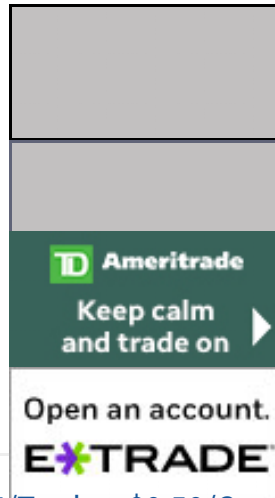 TD Ameritrade
Keep calm
and trade on
Open an account.
E*TRADE